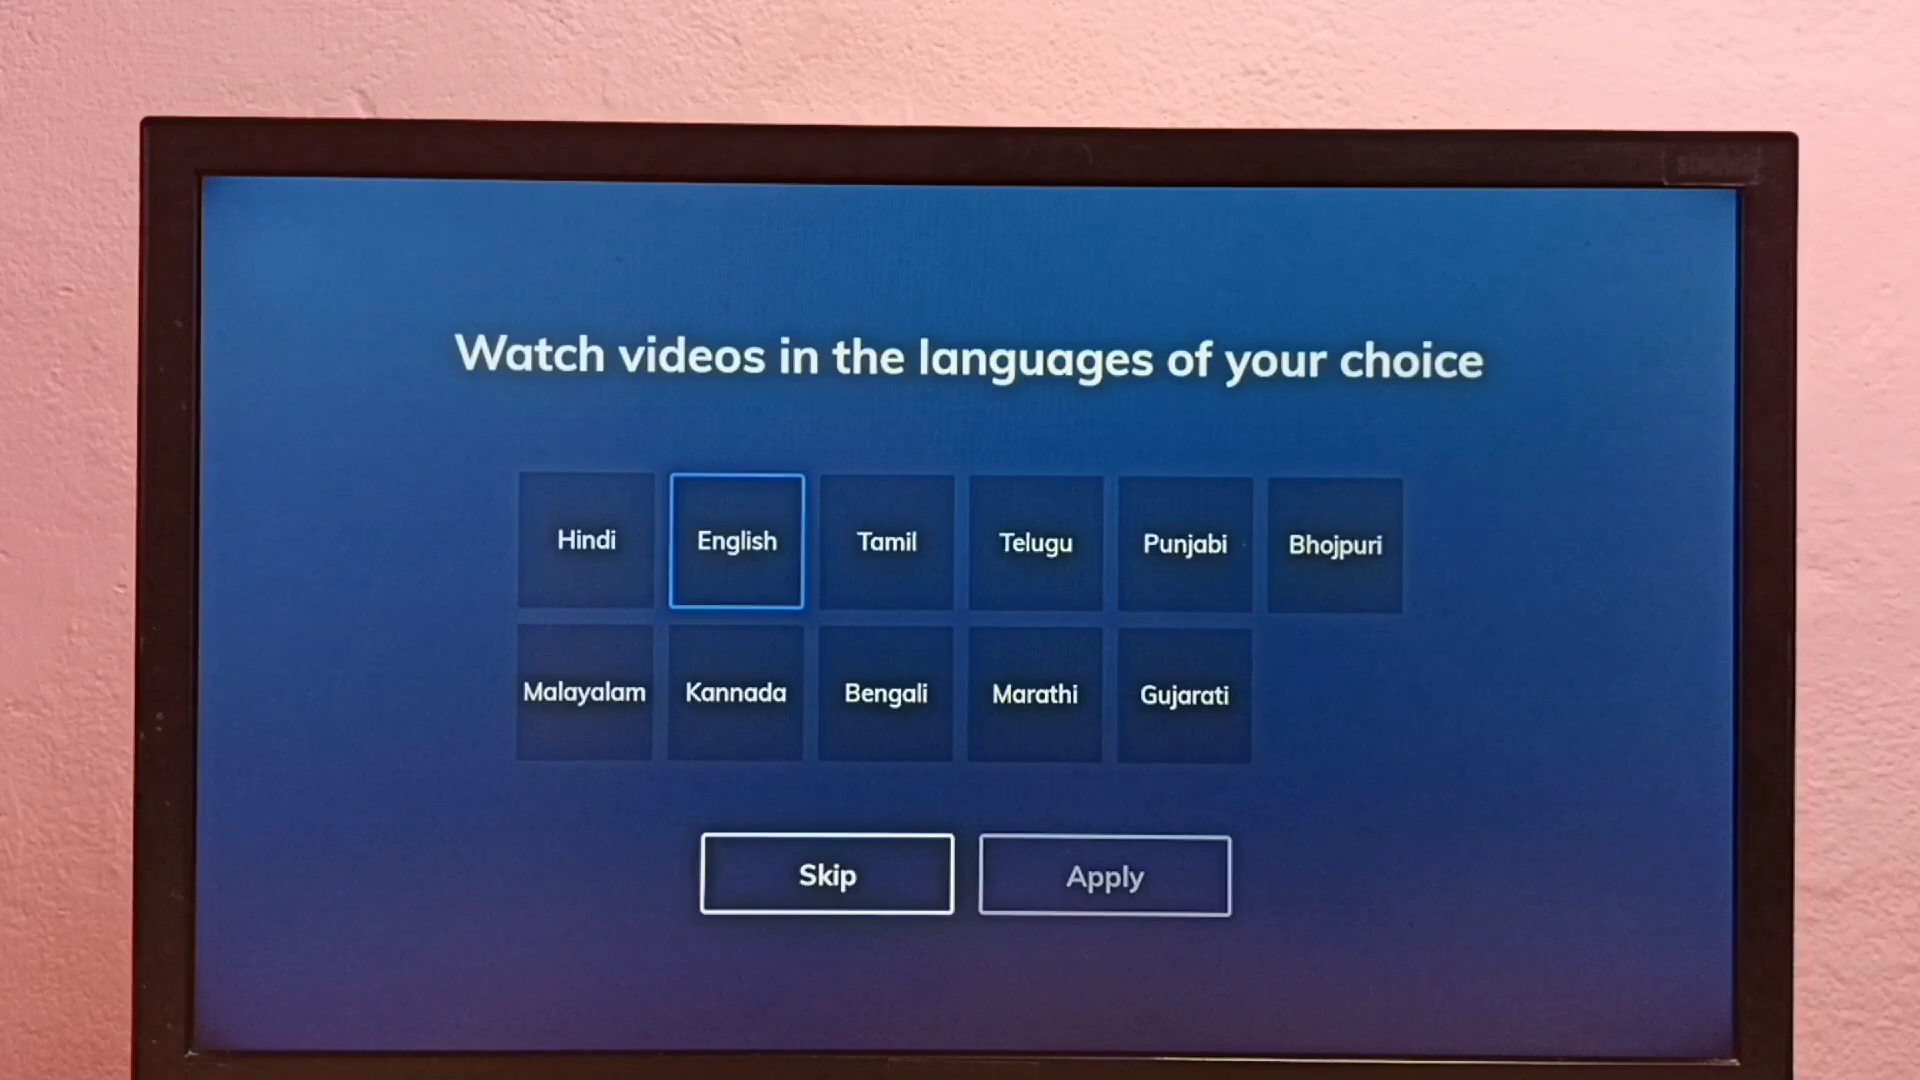 Watch videos in the languages of your choice
Hindi English Tamil Telugu Punjabi Bhojpuri
Malayalam Kannada Bengali Marathi Gujarati
Skip Apply